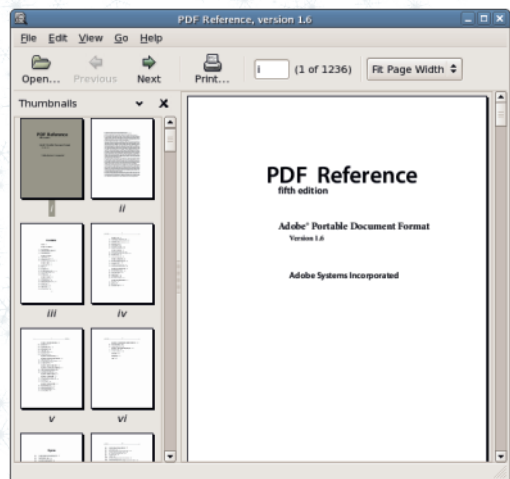 PDF Reference, version 1.6
File Edit View Go Help
Open... Previous Next Print... i (1 of 1236) Fit Page Width
Thumbnails
PDF Reference
i ii
iii iv
v vi
PDF Reference
fifth edition
Adobe® Portable Document Format
Version 1.6
Adobe Systems Incorporated